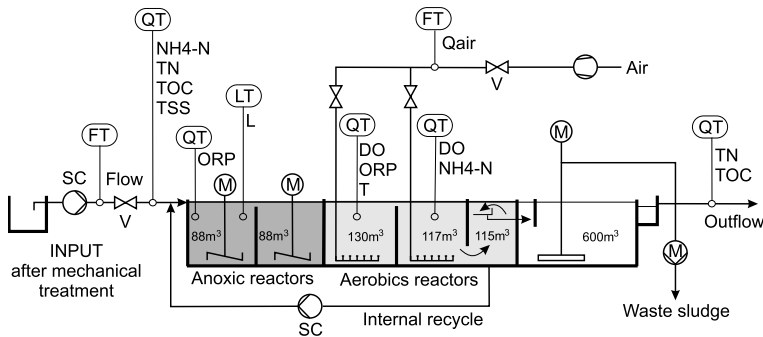 QT
FT
NH4-N
TN
TOC
TSS
Qair
V
Air
LT
L
QT
DO
ORP
T
QT
DO
NH4-N
M
QT
TN
TOC
FT
QT
ORP
SC
Flow
V
M
M
88m³
88m³
130m³
117m³
115m³
600m³
Outflow
INPUT
after mechanical
treatment
Anoxic reactors
Aerobics reactors
M
SC
Internal recycle
Waste sludge